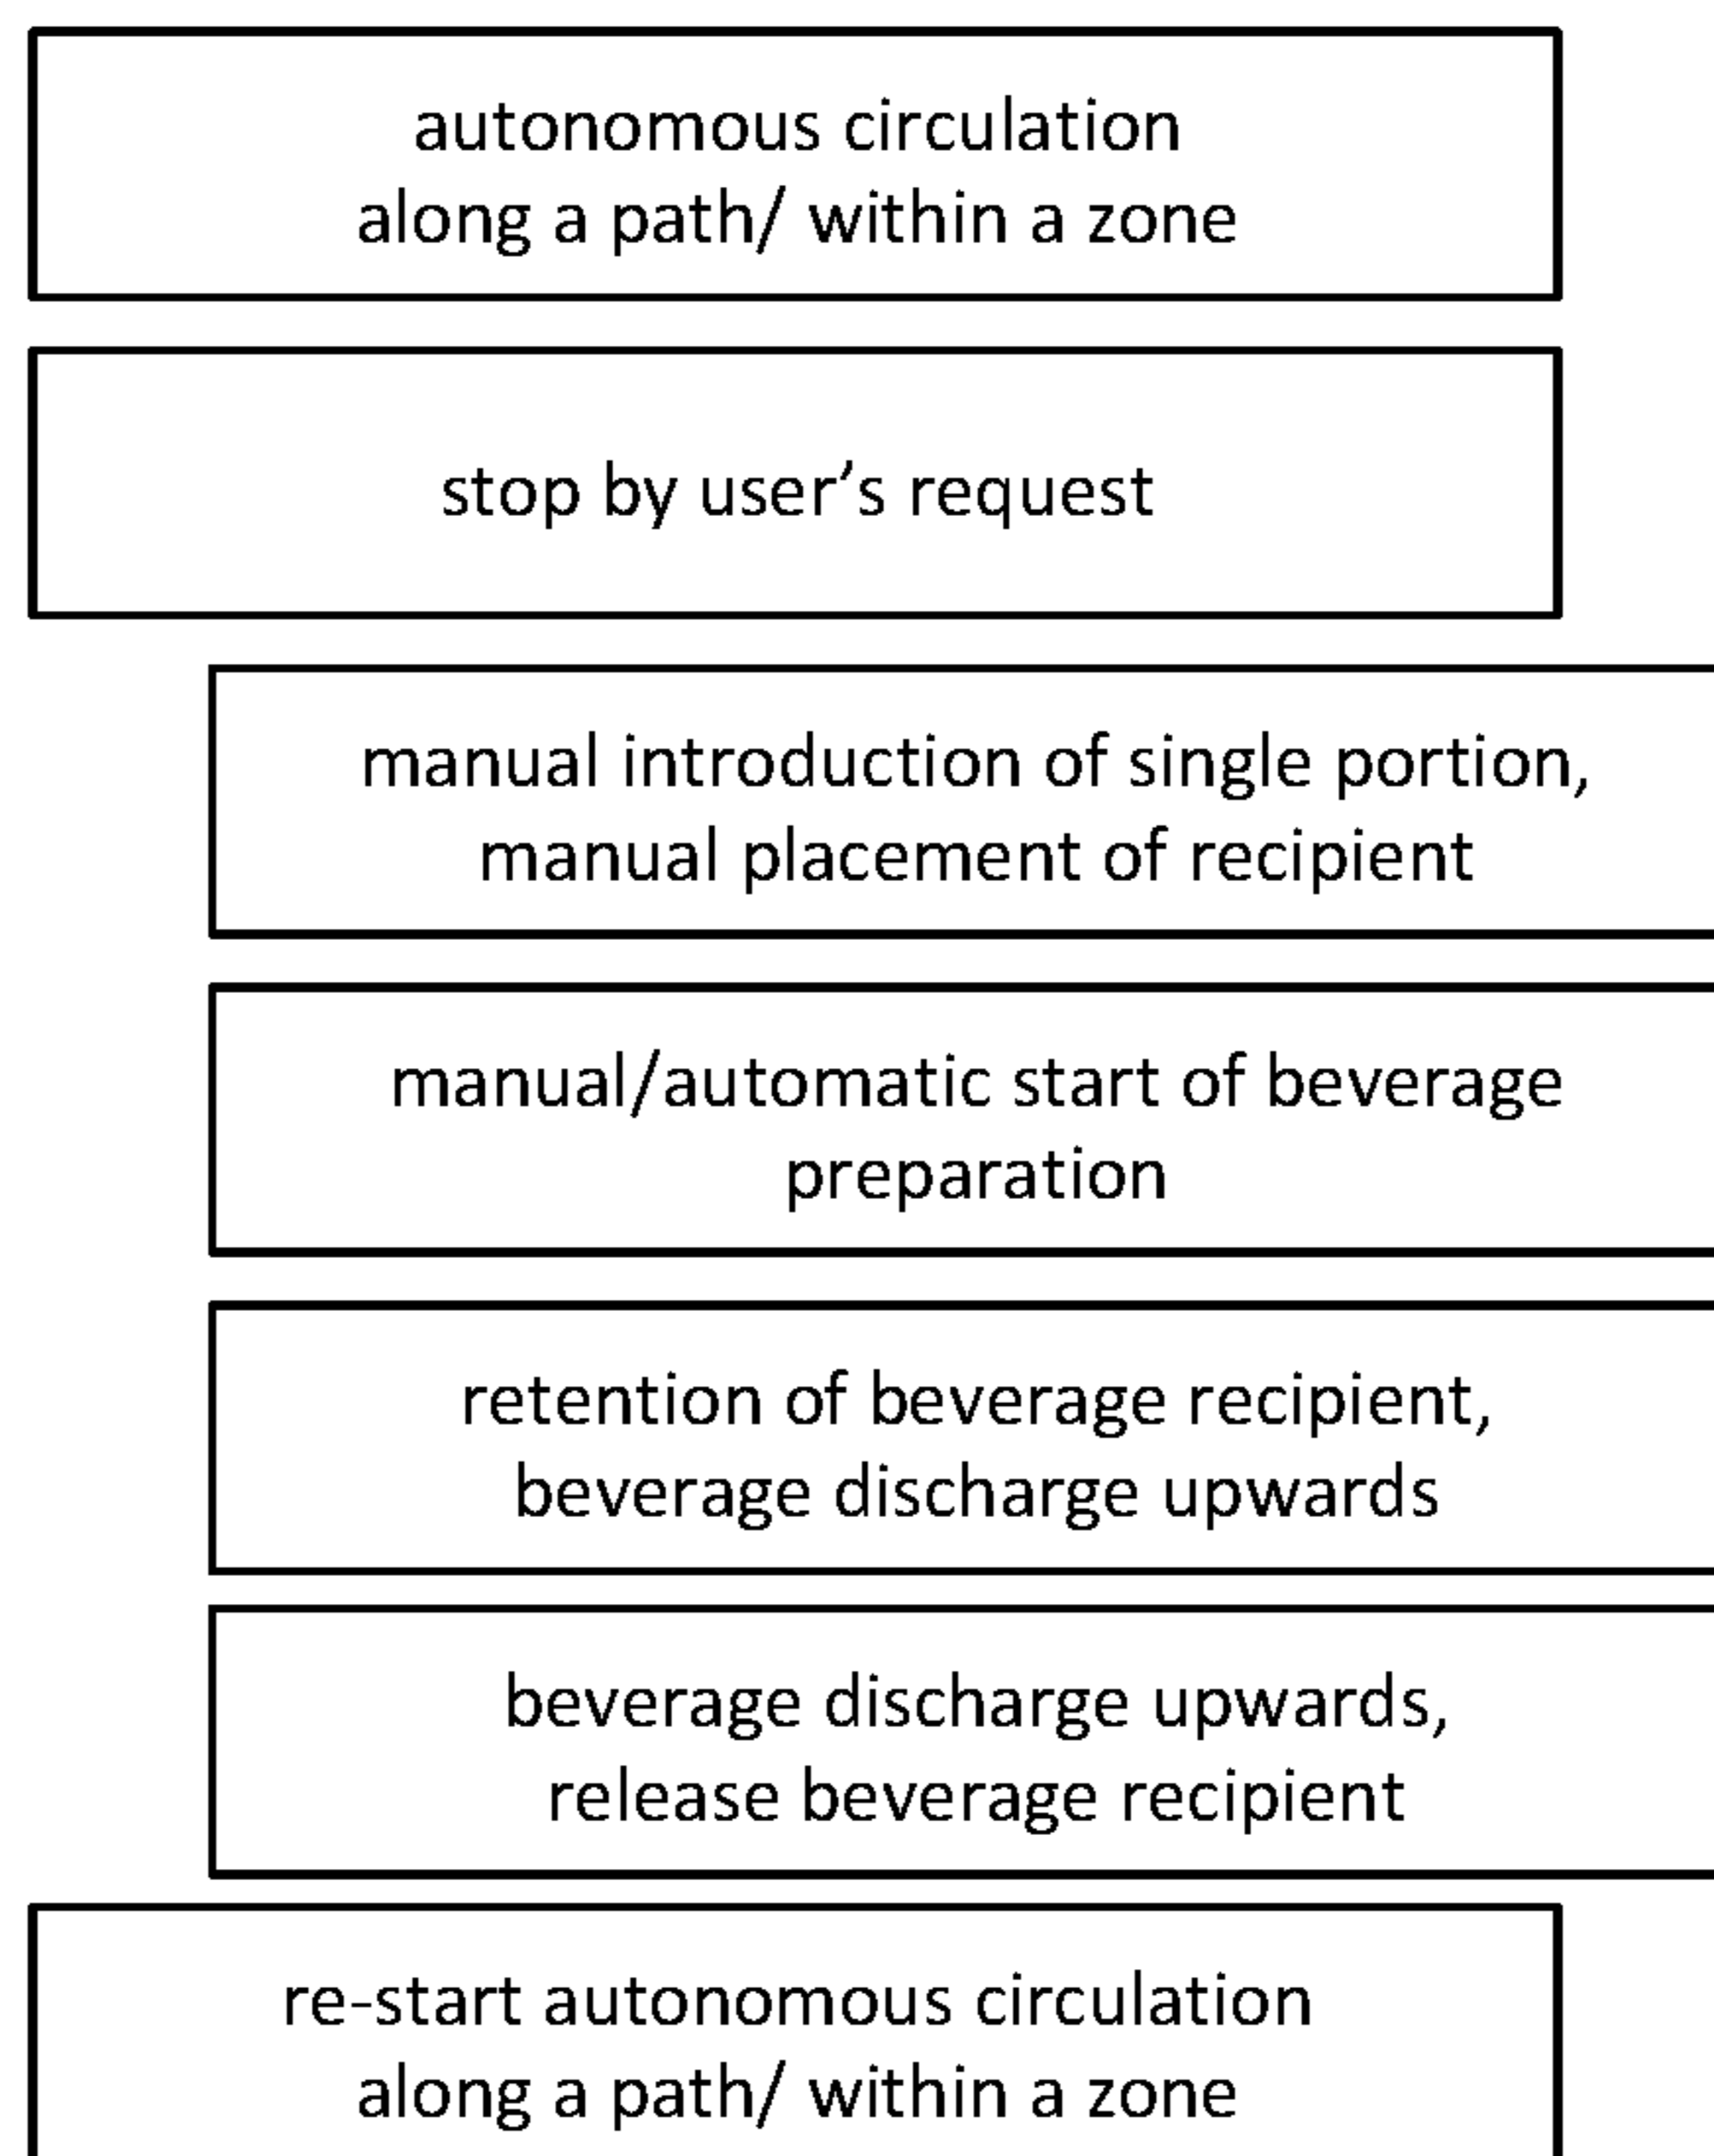 autonomous circulation
along a path/ within a zone
stop by user’s request
manual introduction of single portion,
manual placement of recipient
manual/automatic start of beverage
preparation
retention of beverage recipient,
beverage discharge upwards
beverage discharge upwards,
release beverage recipient
re-start autonomous circulation
along a path/ within a zone